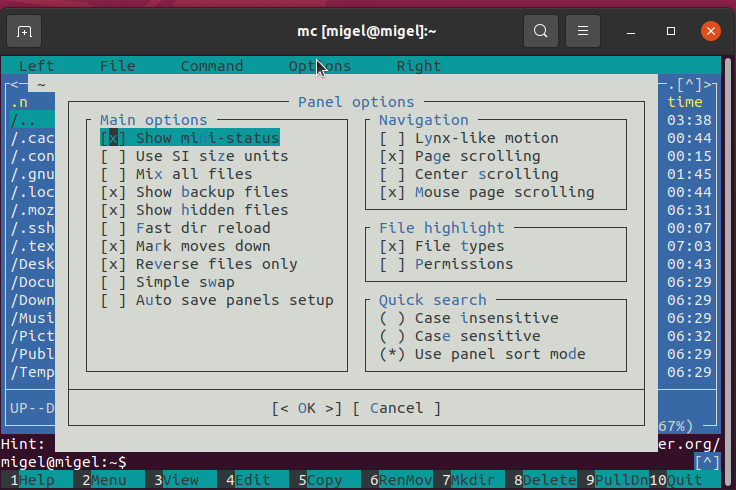 mc [migel@migel]:~
Left File Command Options Right
<─ ~ .[^]>
.n time
Panel options
Main options
[x] Show mini-status
[ ] Use SI size units
[ ] Mix all files
[x] Show backup files
[x] Show hidden files
[ ] Fast dir reload
[x] Mark moves down
[x] Reverse files only
[ ] Simple swap
[ ] Auto save panels setup
Navigation
[ ] Lynx-like motion
[x] Page scrolling
[ ] Center scrolling
[x] Mouse page scrolling
File highlight
[x] File types
[ ] Permissions
Quick search
( ) Case insensitive
( ) Case sensitive
(*) Use panel sort mode
[< OK >] [ Cancel ]
/.. 03:38
/.cac 00:44
/.con 00:15
/.gnu 01:45
/.loc 00:44
/.moz 06:31
/.ssh 00:07
/.tex 07:03
/Desk 00:43
/Docu 06:29
/Down 06:29
/Musi 06:29
/Pict 06:32
/Publ 06:29
/Temp 06:29
UP--D
67%)
Hint: er.org/
migel@migel:~$ [^]
1Help 2Menu 3View 4Edit 5Copy 6RenMov 7Mkdir 8Delete 9PullDn 10Quit